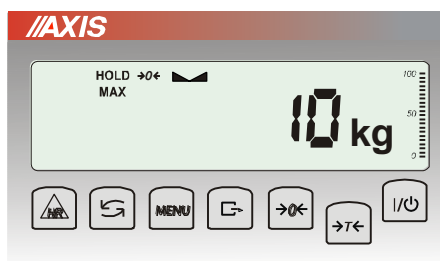 AXIS
HOLD →0←
MAX
10 kg
100
50
0
HR
MENU
→0←
→T←
I/⏻